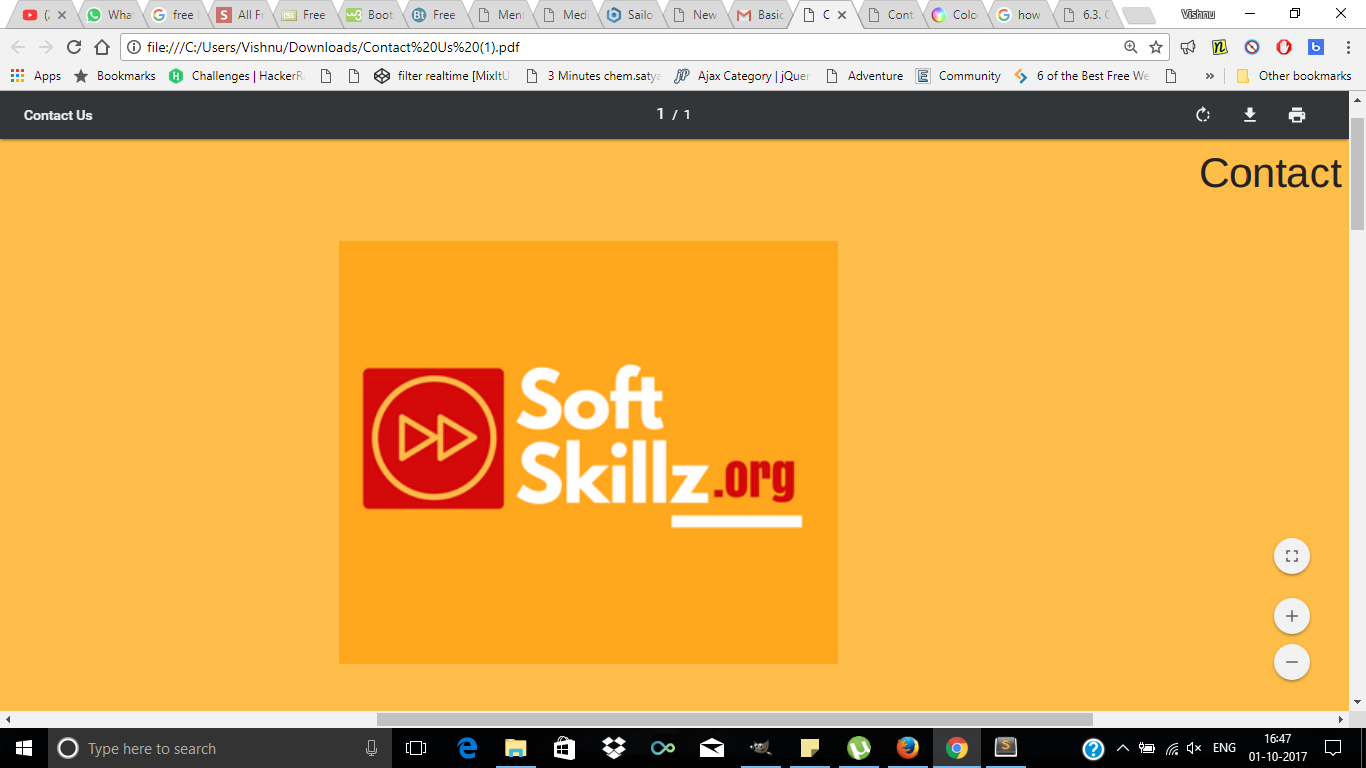 (2
Wha
free
All F
Free
Boot
Free
Men
Medi
Sailo
New
Basic
C
Cont
Colo
how
6.3. C
Vishnu
file:///C:/Users/Vishnu/Downloads/Contact%20Us%20(1).pdf
Apps
Bookmarks
Challenges | HackerR
filter realtime [MixItU
3 Minutes chem.satya
Ajax Category | jQuer
Adventure
Community
6 of the Best Free We
»
Other bookmarks
Contact Us
1 / 1
Contact
Soft
Skillz.org
Type here to search
ENG
16:47
01-10-2017